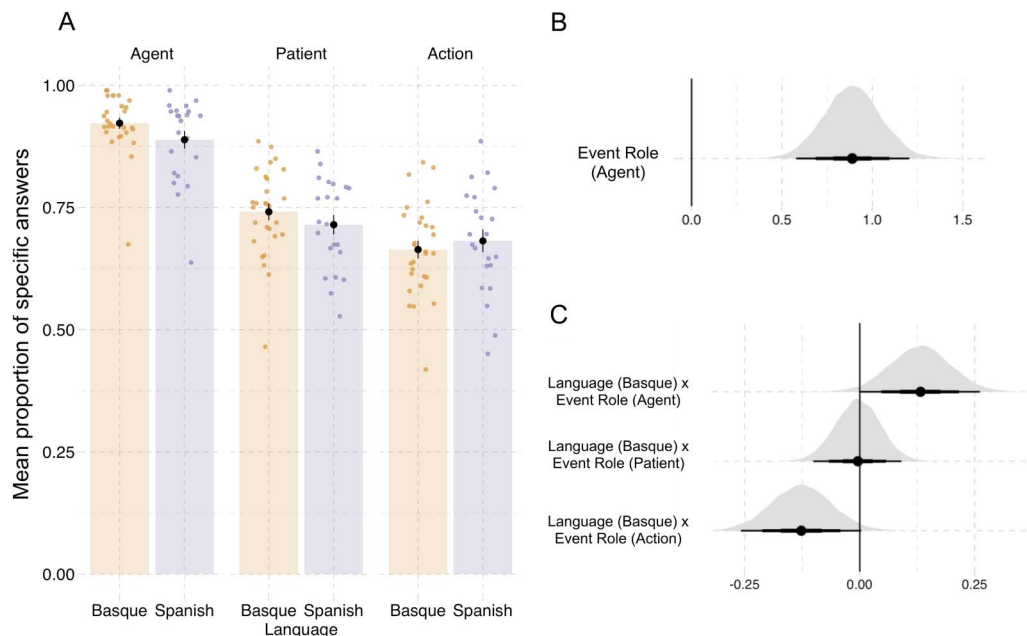 A
Agent Patient Action
1.00
0.75
0.50
0.25
0.00
Mean proportion of specific answers
Basque Spanish Basque Spanish Basque Spanish
Language
B
Event Role
(Agent)
0.0 0.5 1.0 1.5
C
Language (Basque) x
Event Role (Agent)
Language (Basque) x
Event Role (Patient)
Language (Basque) x
Event Role (Action)
-0.25 0.00 0.25